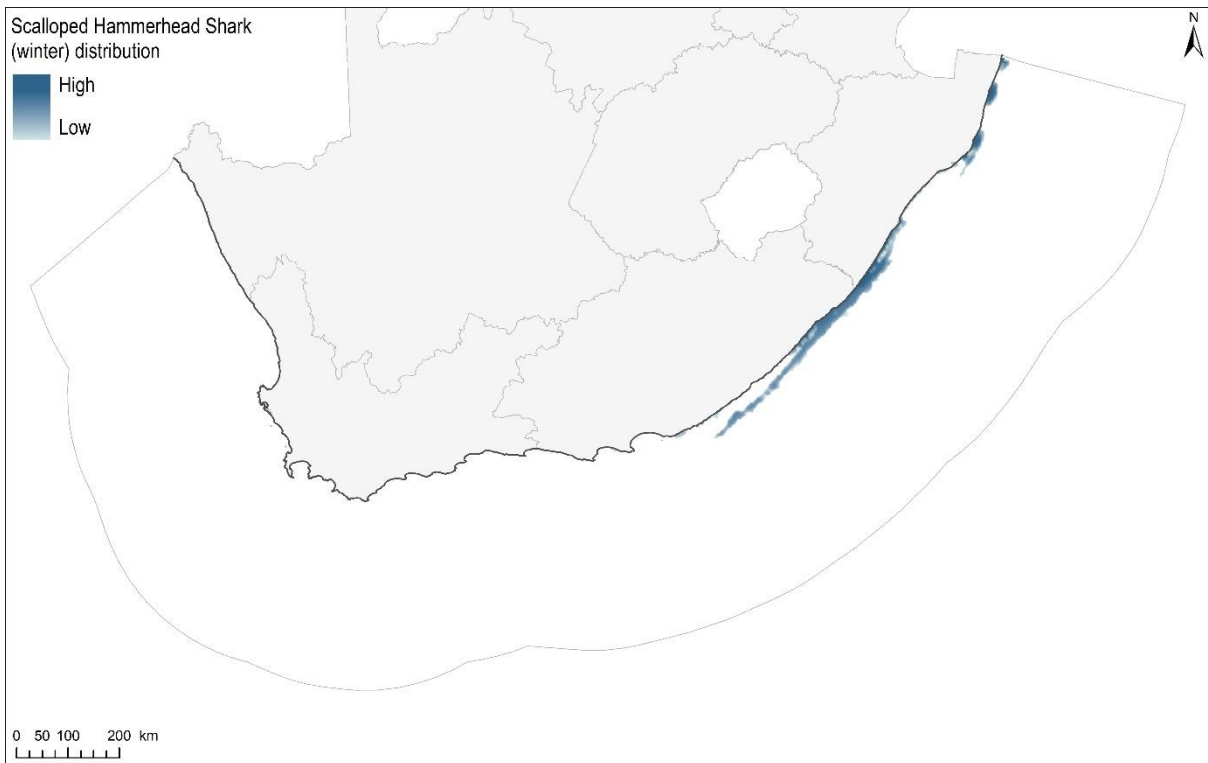 Scalloped Hammerhead Shark
(winter) distribution
High
Low
N
0 50 100 200 km